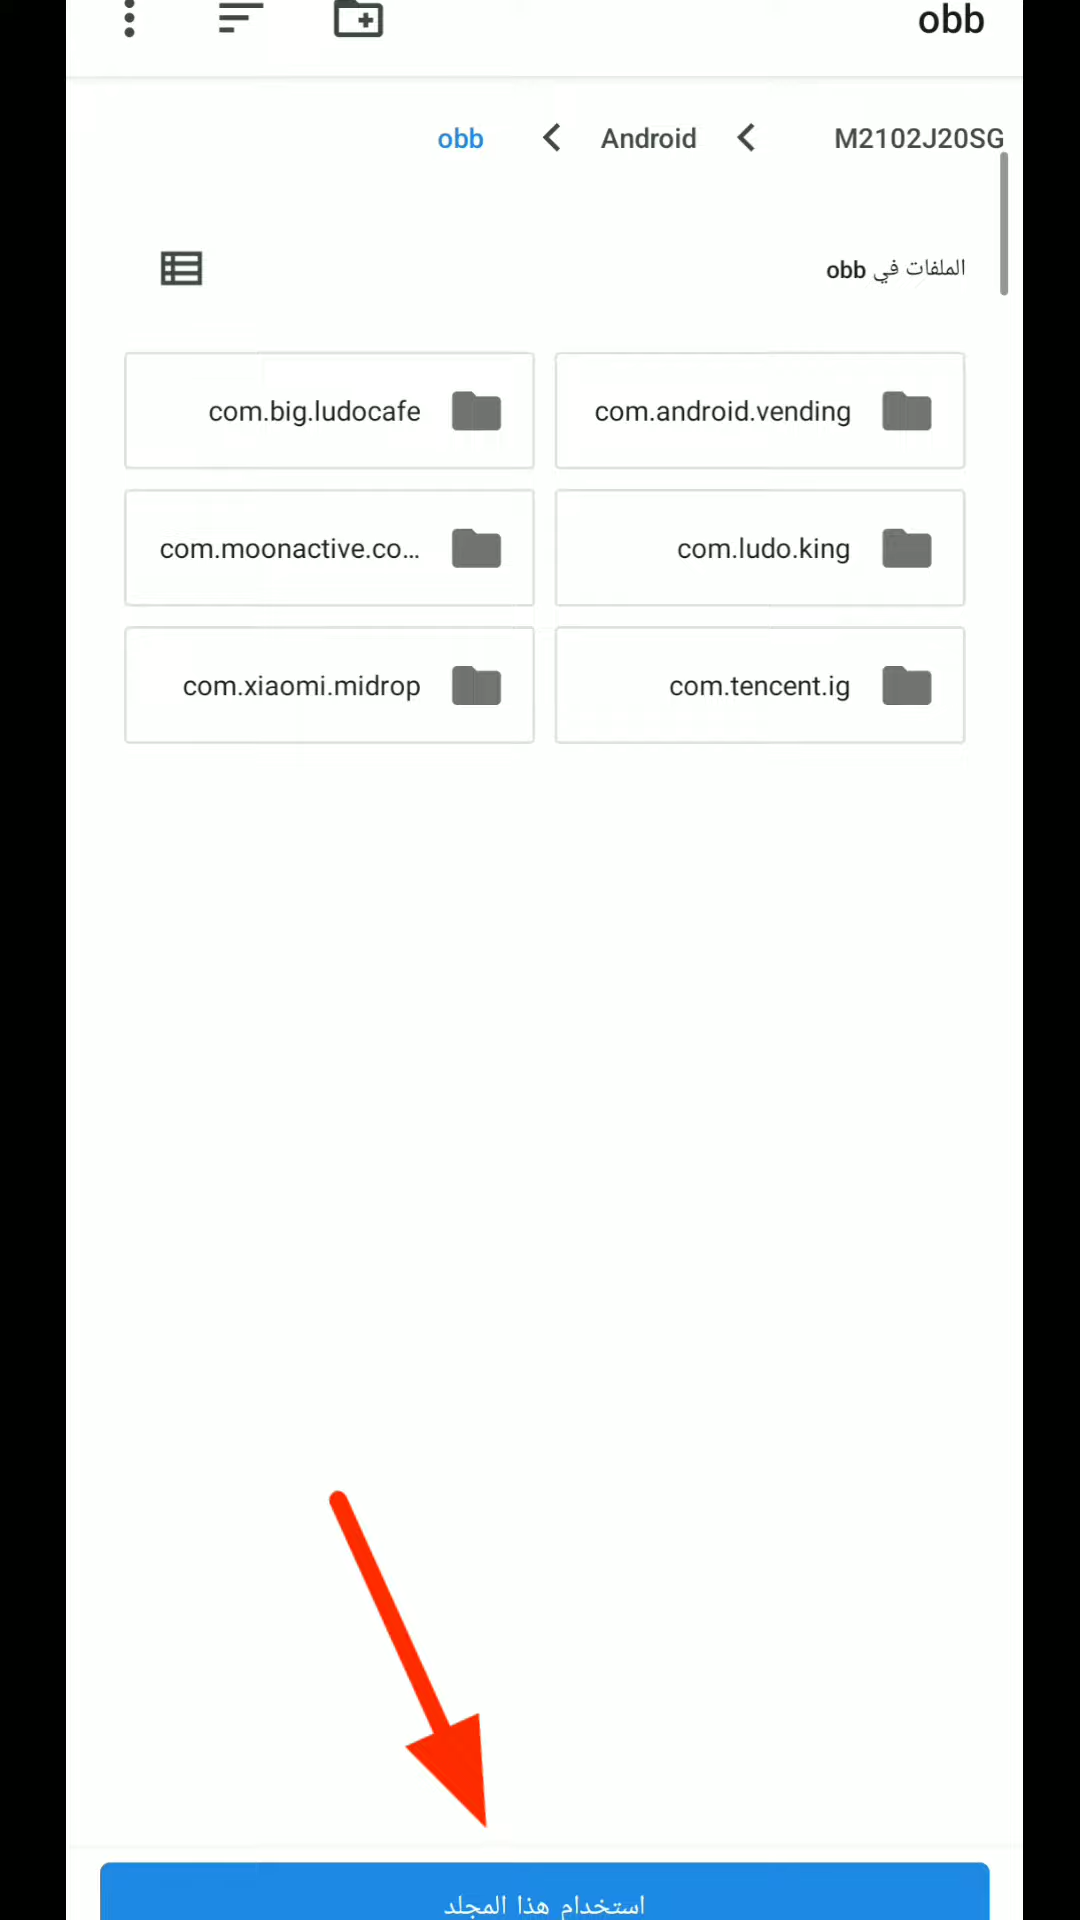 obb
M2102J20SG < Android < obb
الملفات في obb
com.android.vending
com.big.ludocafe
com.ludo.king
com.moonactive.co...
com.tencent.ig
com.xiaomi.midrop
استخدام هذا المجلد